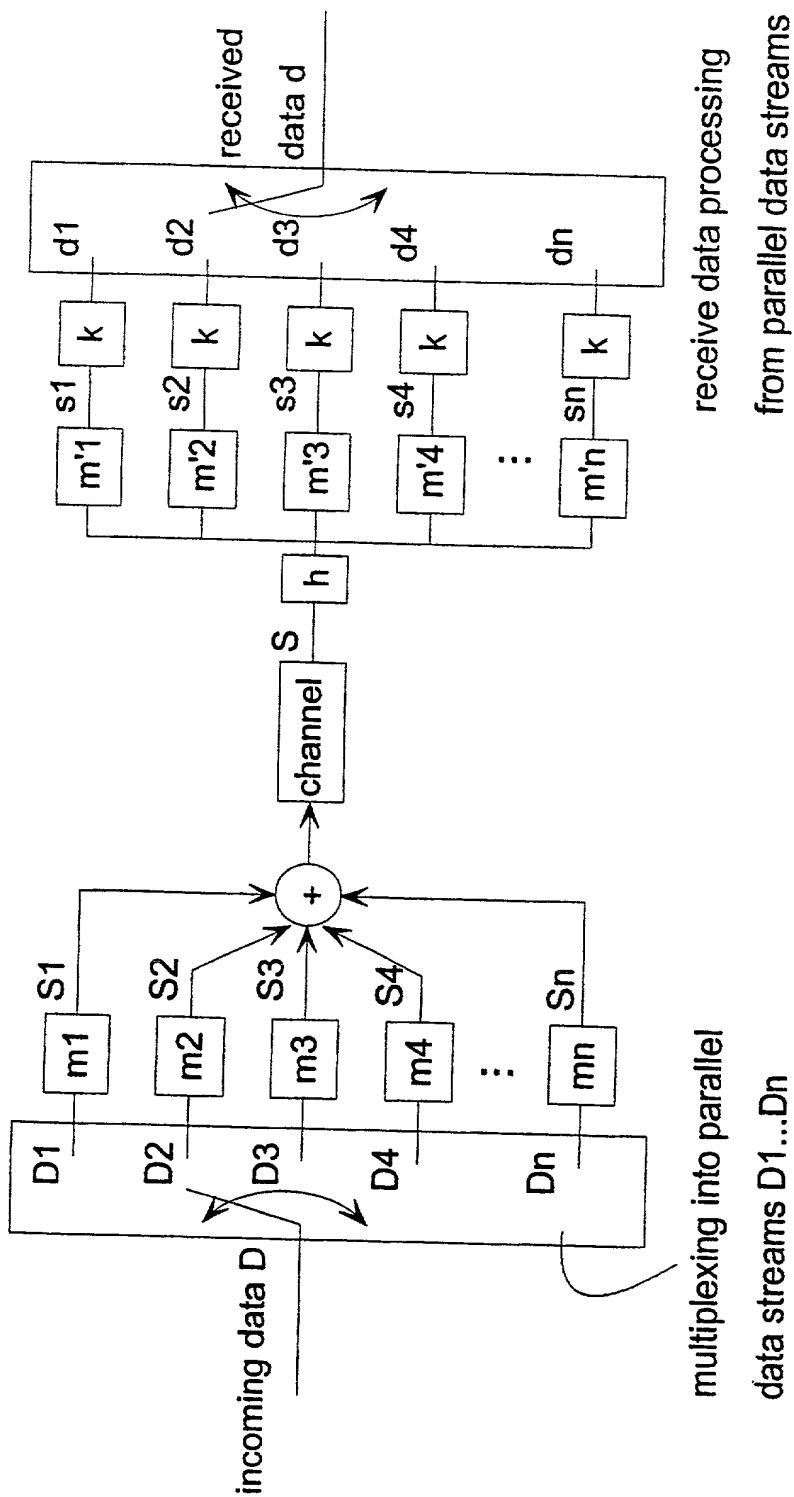 incoming data D
D1
D2
D3
D4
Dn
m1
m2
m3
m4
...
mn
S1
S2
S3
S4
Sn
+
channel
S
h
m'1
m'2
m'3
m'4
...
m'n
s1
s2
s3
s4
sn
k
k
k
k
k
d1
d2
d3
d4
dn
received
data d
multiplexing into parallel
data streams D1...Dn
receive data processing
from parallel data streams